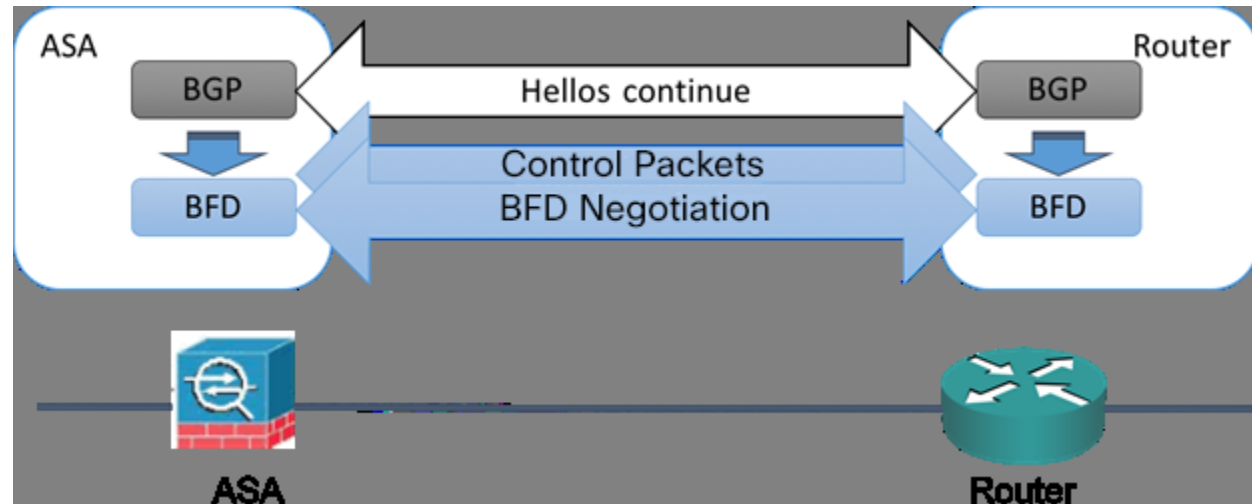 ASA
Router
BGP
Hellos continue
BGP
Control Packets
BFD
BFD Negotiation
BFD
ASA
Router